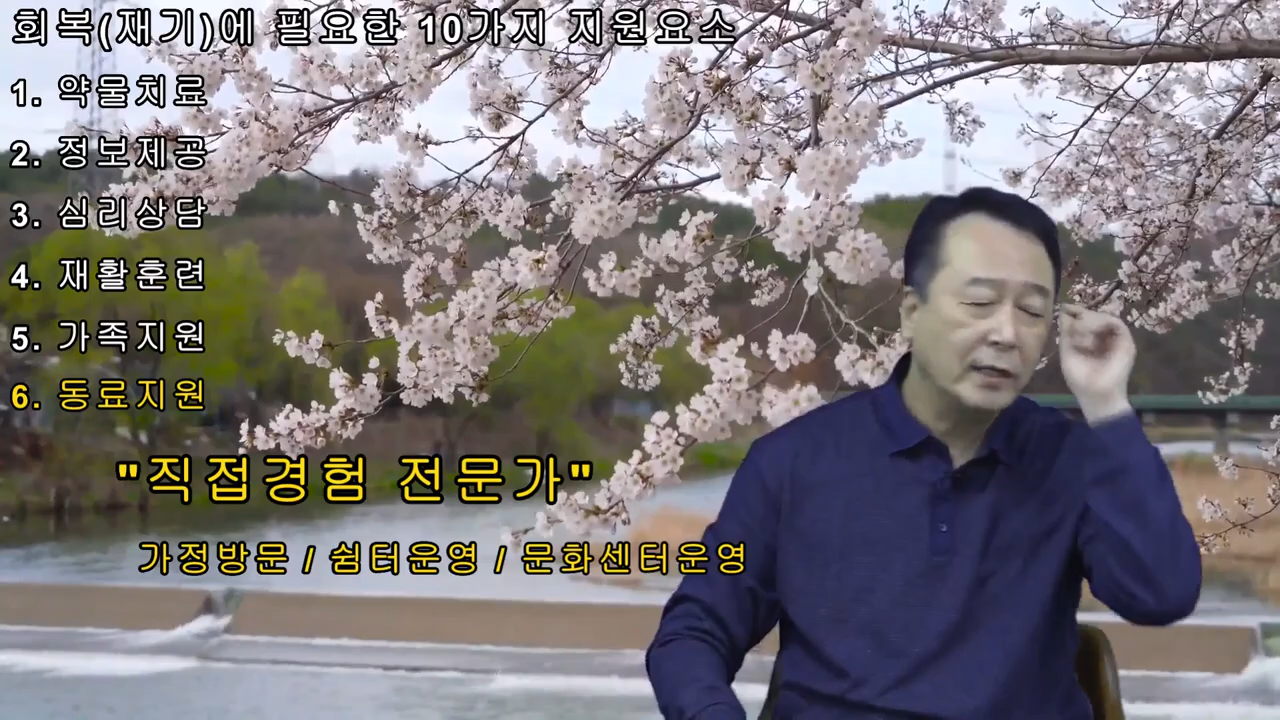 회복(재기)에 필요한 10가지 지원요소
1. 약물치료
2. 정보제공
3. 심리상담
4. 재활훈련
5. 가족지원
6. 동료지원
"직접경험 전문가"
가정방문 / 쉼터운영 / 문화센터운영